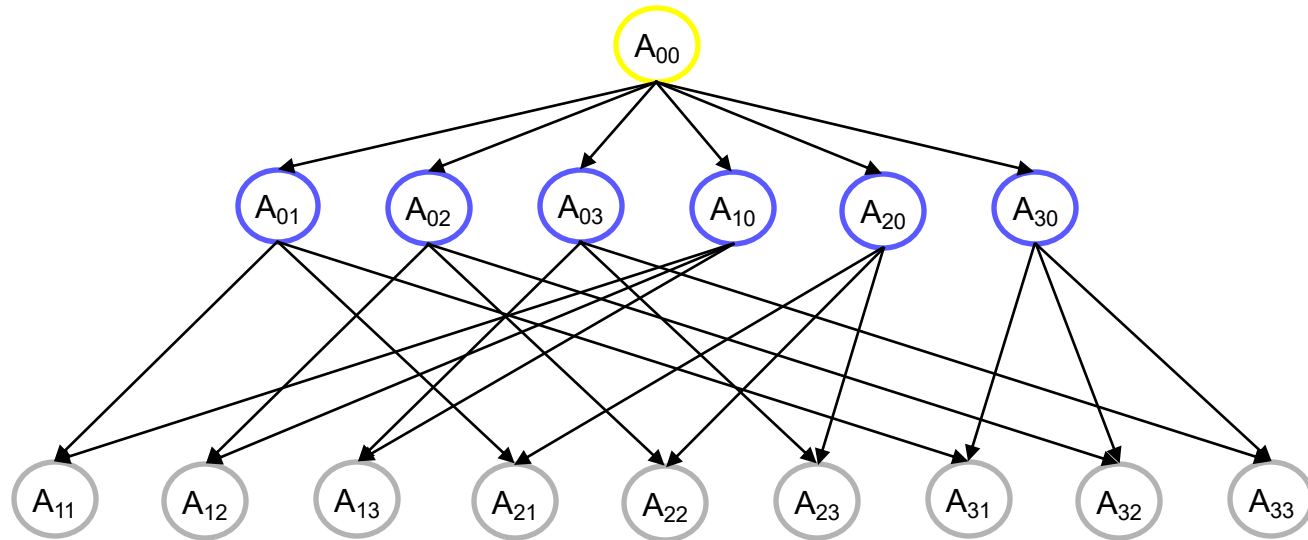 A₀₀
A₀₁ A₀₂ A₀₃ A₁₀ A₂₀ A₃₀
A₁₁ A₁₂ A₁₃ A₂₁ A₂₂ A₂₃ A₃₁ A₃₂ A₃₃